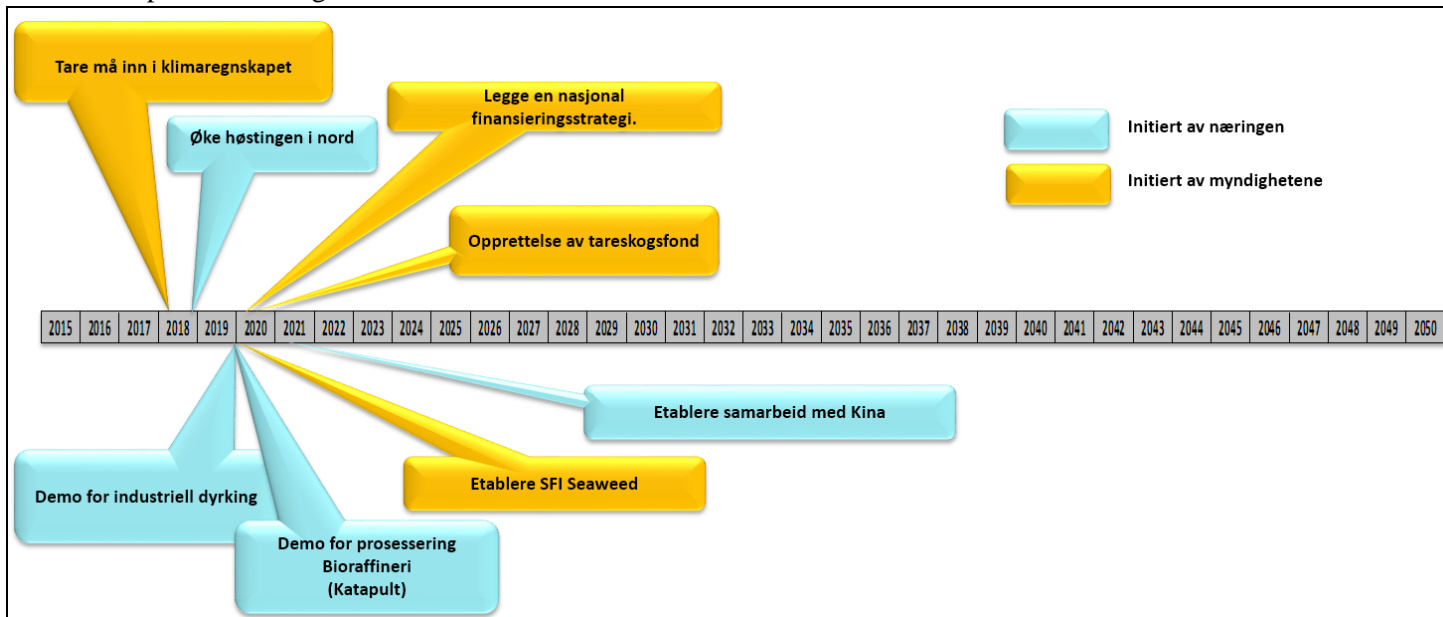 Tare må inn i klimaregnskapet
Øke høstingen i nord
Legge en nasjonal
finansieringsstrategi.
Initiert av næringen
Initiert av myndighetene
Opprettelse av tareskogsfond
2015 2016 2017 2018 2019 2020 2021 2022 2023 2024 2025 2026 2027 2028 2029 2030 2031 2032 2033 2034 2035 2036 2037 2038 2039 2040 2041 2042 2043 2044 2045 2046 2047 2048 2049 2050
Etablere samarbeid med Kina
Etablere SFI Seaweed
Demo for industriell dyrking
Demo for prosessering
Bioraffineri
(Katapult)